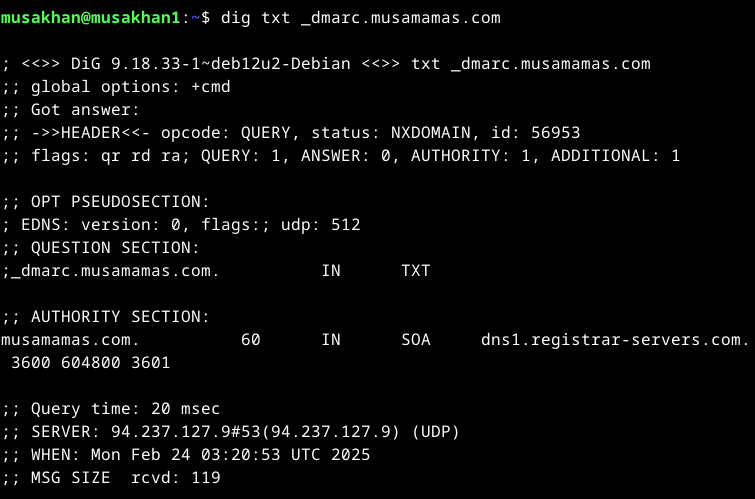 musakhan@musakhan1:~$ dig txt _dmarc.musamamas.com

; <<>> DiG 9.18.33-1~deb12u2-Debian <<>> txt _dmarc.musamamas.com
;; global options: +cmd
;; Got answer:
;; ->>HEADER<<- opcode: QUERY, status: NXDOMAIN, id: 56953
;; flags: qr rd ra; QUERY: 1, ANSWER: 0, AUTHORITY: 1, ADDITIONAL: 1

;; OPT PSEUDOSECTION:
; EDNS: version: 0, flags:; udp: 512
;; QUESTION SECTION:
;_dmarc.musamamas.com.          IN      TXT

;; AUTHORITY SECTION:
musamamas.com.          60      IN      SOA     dns1.registrar-servers.com.
 3600 604800 3601

;; Query time: 20 msec
;; SERVER: 94.237.127.9#53(94.237.127.9) (UDP)
;; WHEN: Mon Feb 24 03:20:53 UTC 2025
;; MSG SIZE  rcvd: 119